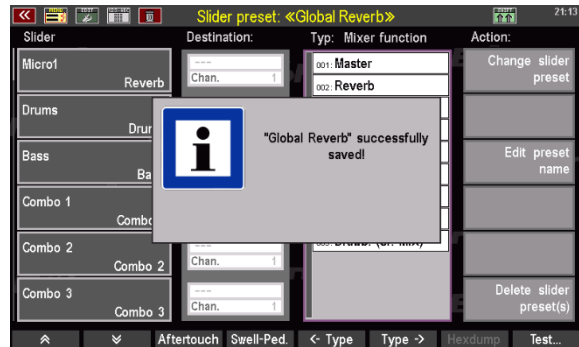 Slider preset: «Global Reverb»
21:13
Slider
Destination:
Typ: Mixer function
Action:
Micro1
Reverb
---
Chan. 1
001: Master
002: Reverb
Change slider
preset
Drums
Bass
Combo 1
"Global Reverb" successfully
saved!
Edit preset
name
Combo 2
Combo 2
---
Chan. 1
Combo 3
Combo 3
---
Chan. 1
Delete slider
preset(s)
Aftertouch
Swell-Ped.
<- Type
Type ->
Hexdump
Test...